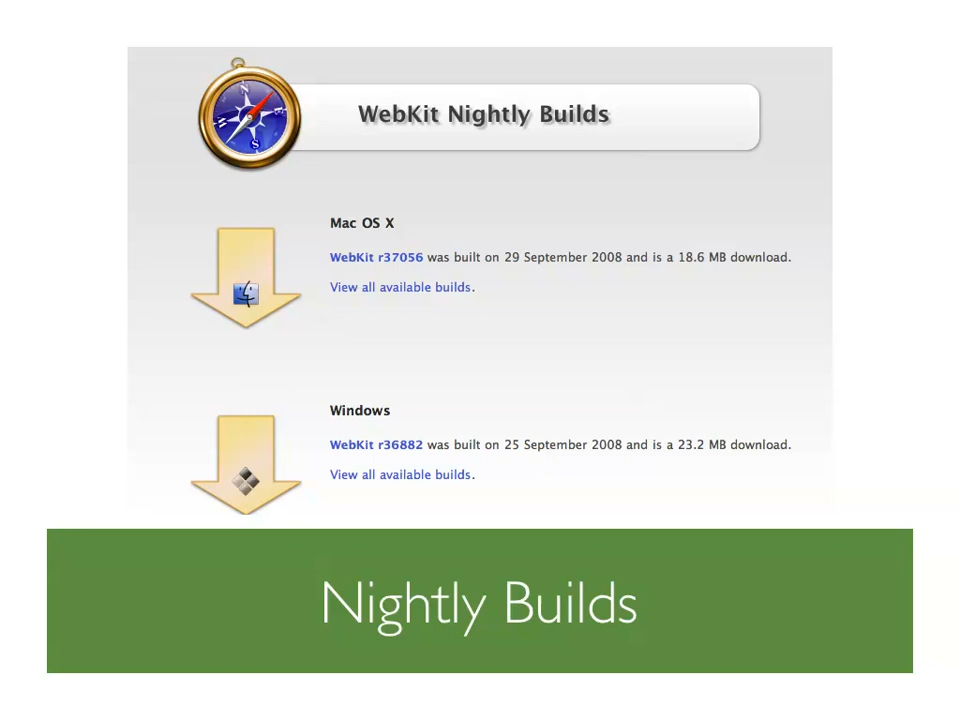 WebKit Nightly Builds
Mac OS X
WebKit r37056 was built on 29 September 2008 and is a 18.6 MB download.
View all available builds.
Windows
WebKit r36882 was built on 25 September 2008 and is a 23.2 MB download.
View all available builds.
Nightly Builds